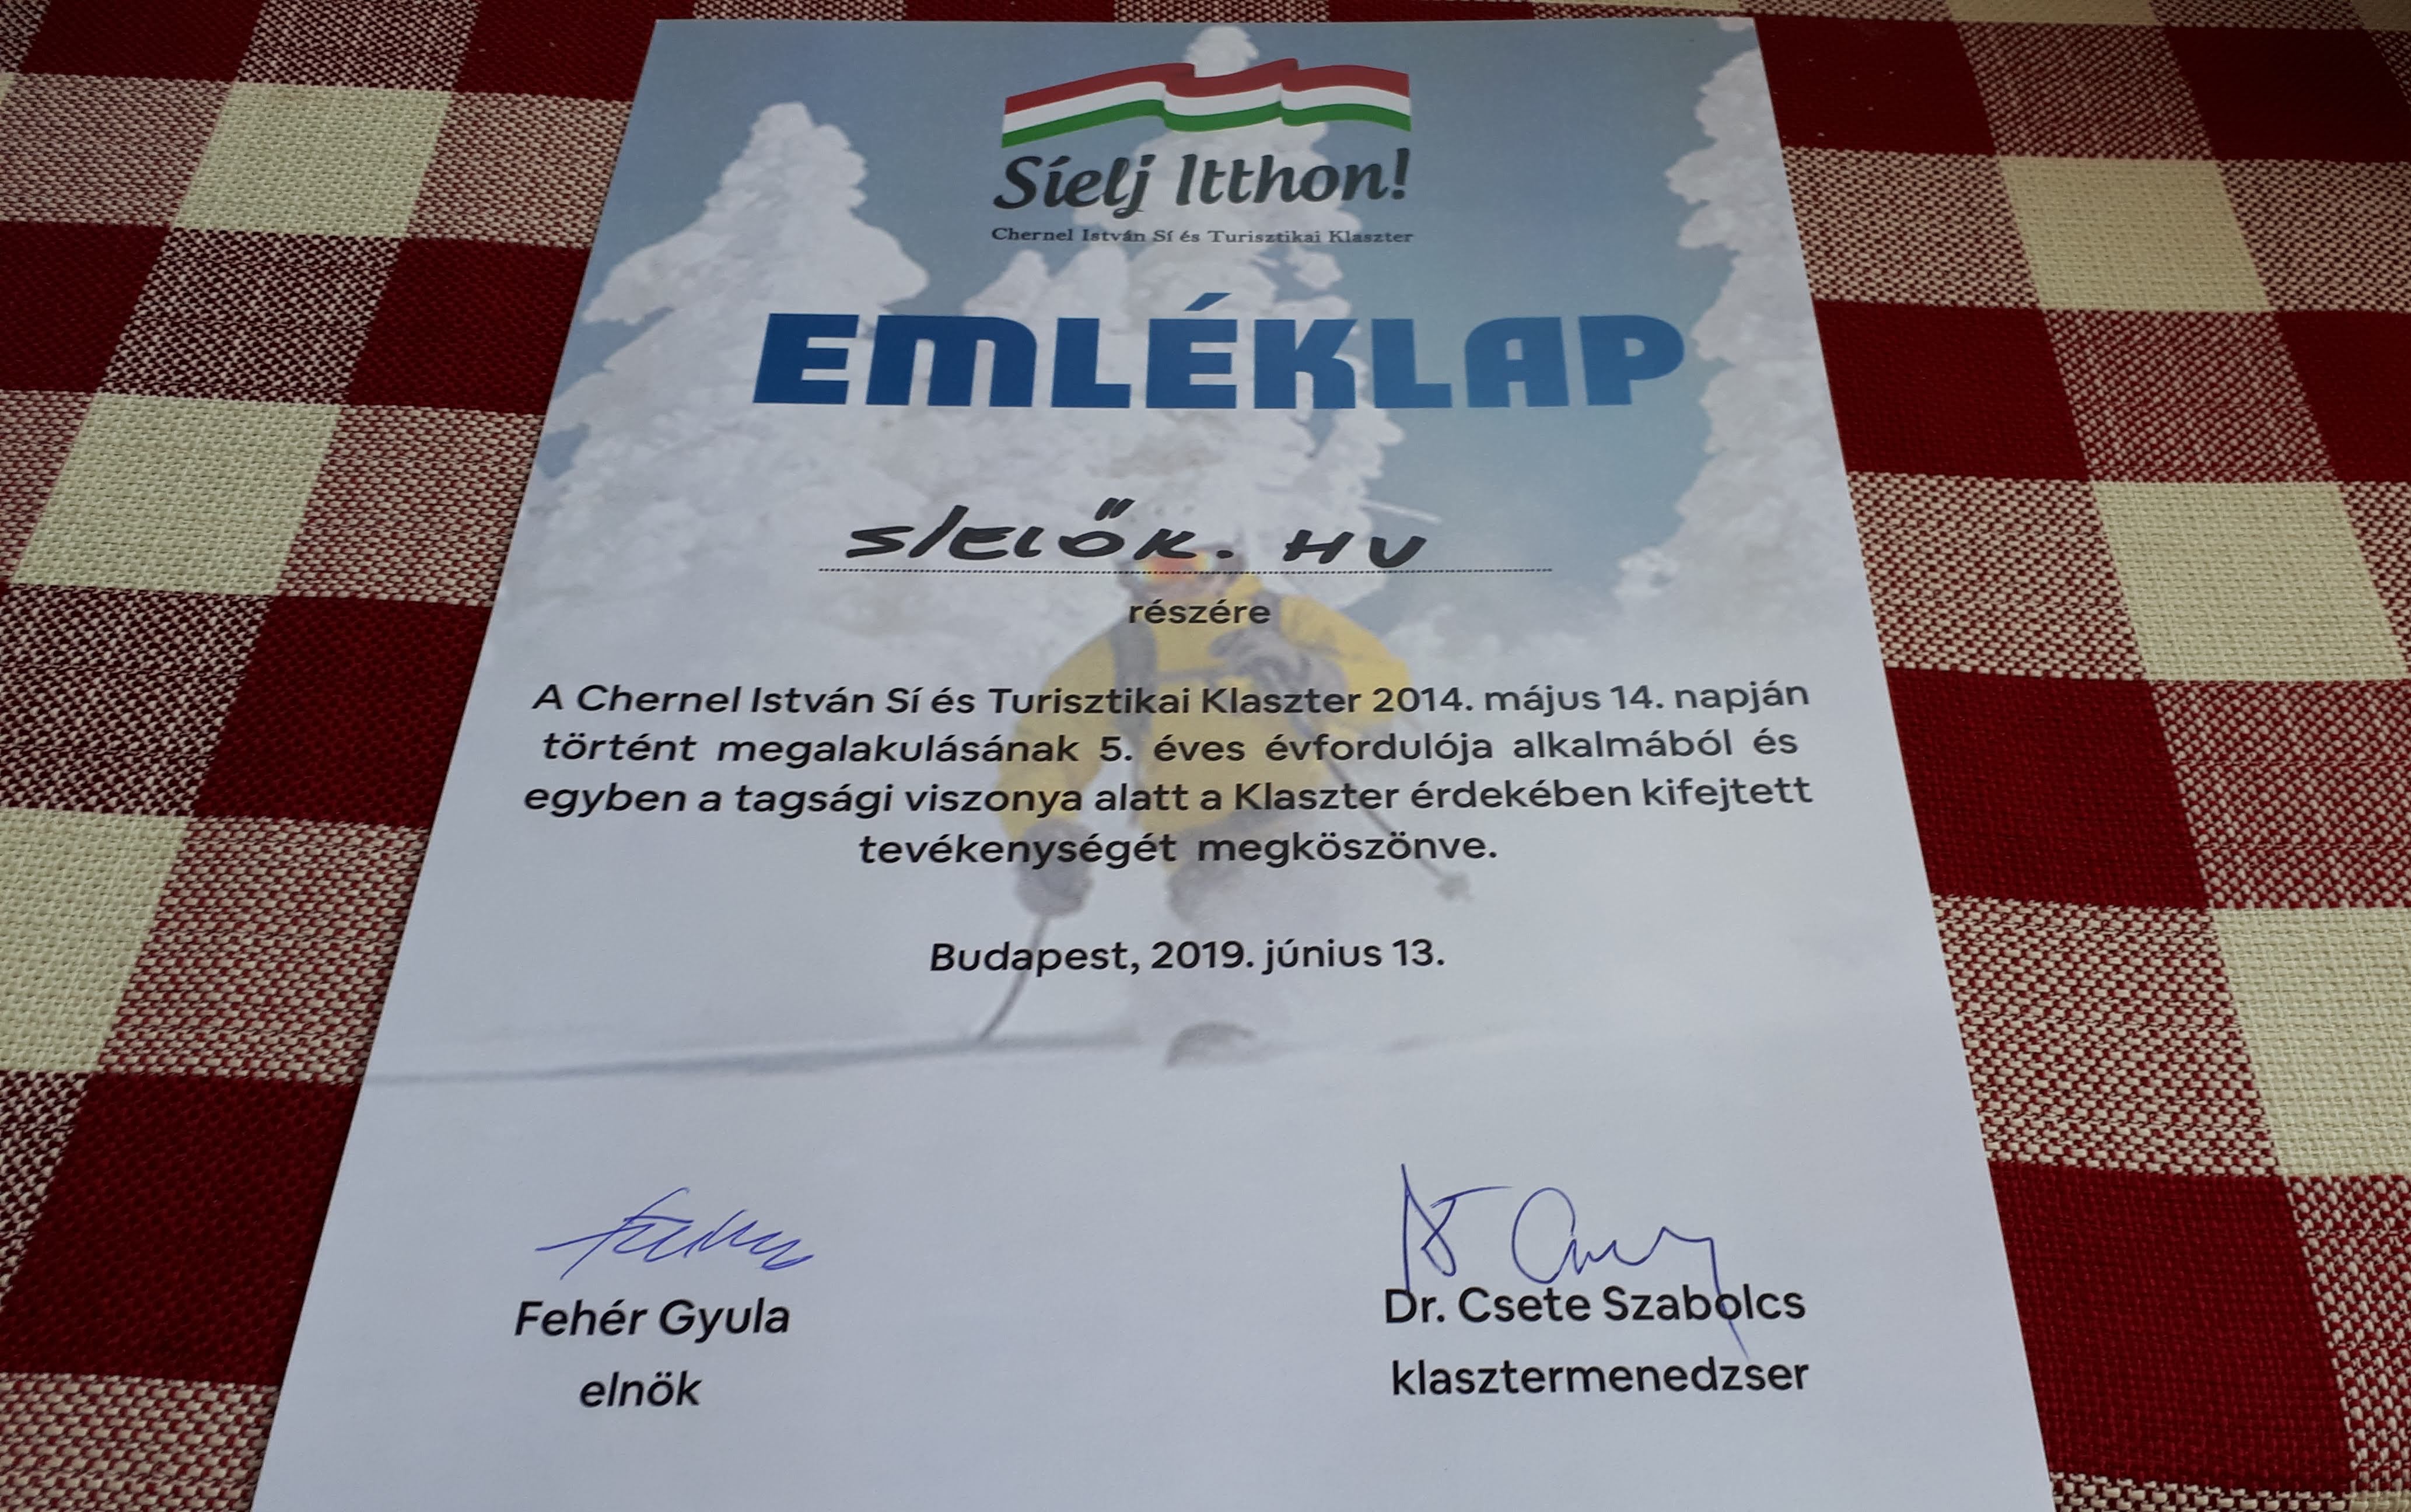 Síelj Itthon!
Chernel István Sí és Turisztikai Klaszter
EMLÉKLAP
SÍELŐK.HU
részére
A Chernel István Sí és Turisztikai Klaszter 2014. május 14. napján
történt megalakulásának 5. éves évfordulója alkalmából és
egyben a tagsági viszonya alatt a Klaszter érdekében kifejtett
tevékenységét megköszönve.
Budapest, 2019. június 13.
Fehér Gyula
elnök
Dr. Csete Szabolcs
klasztermenedzser